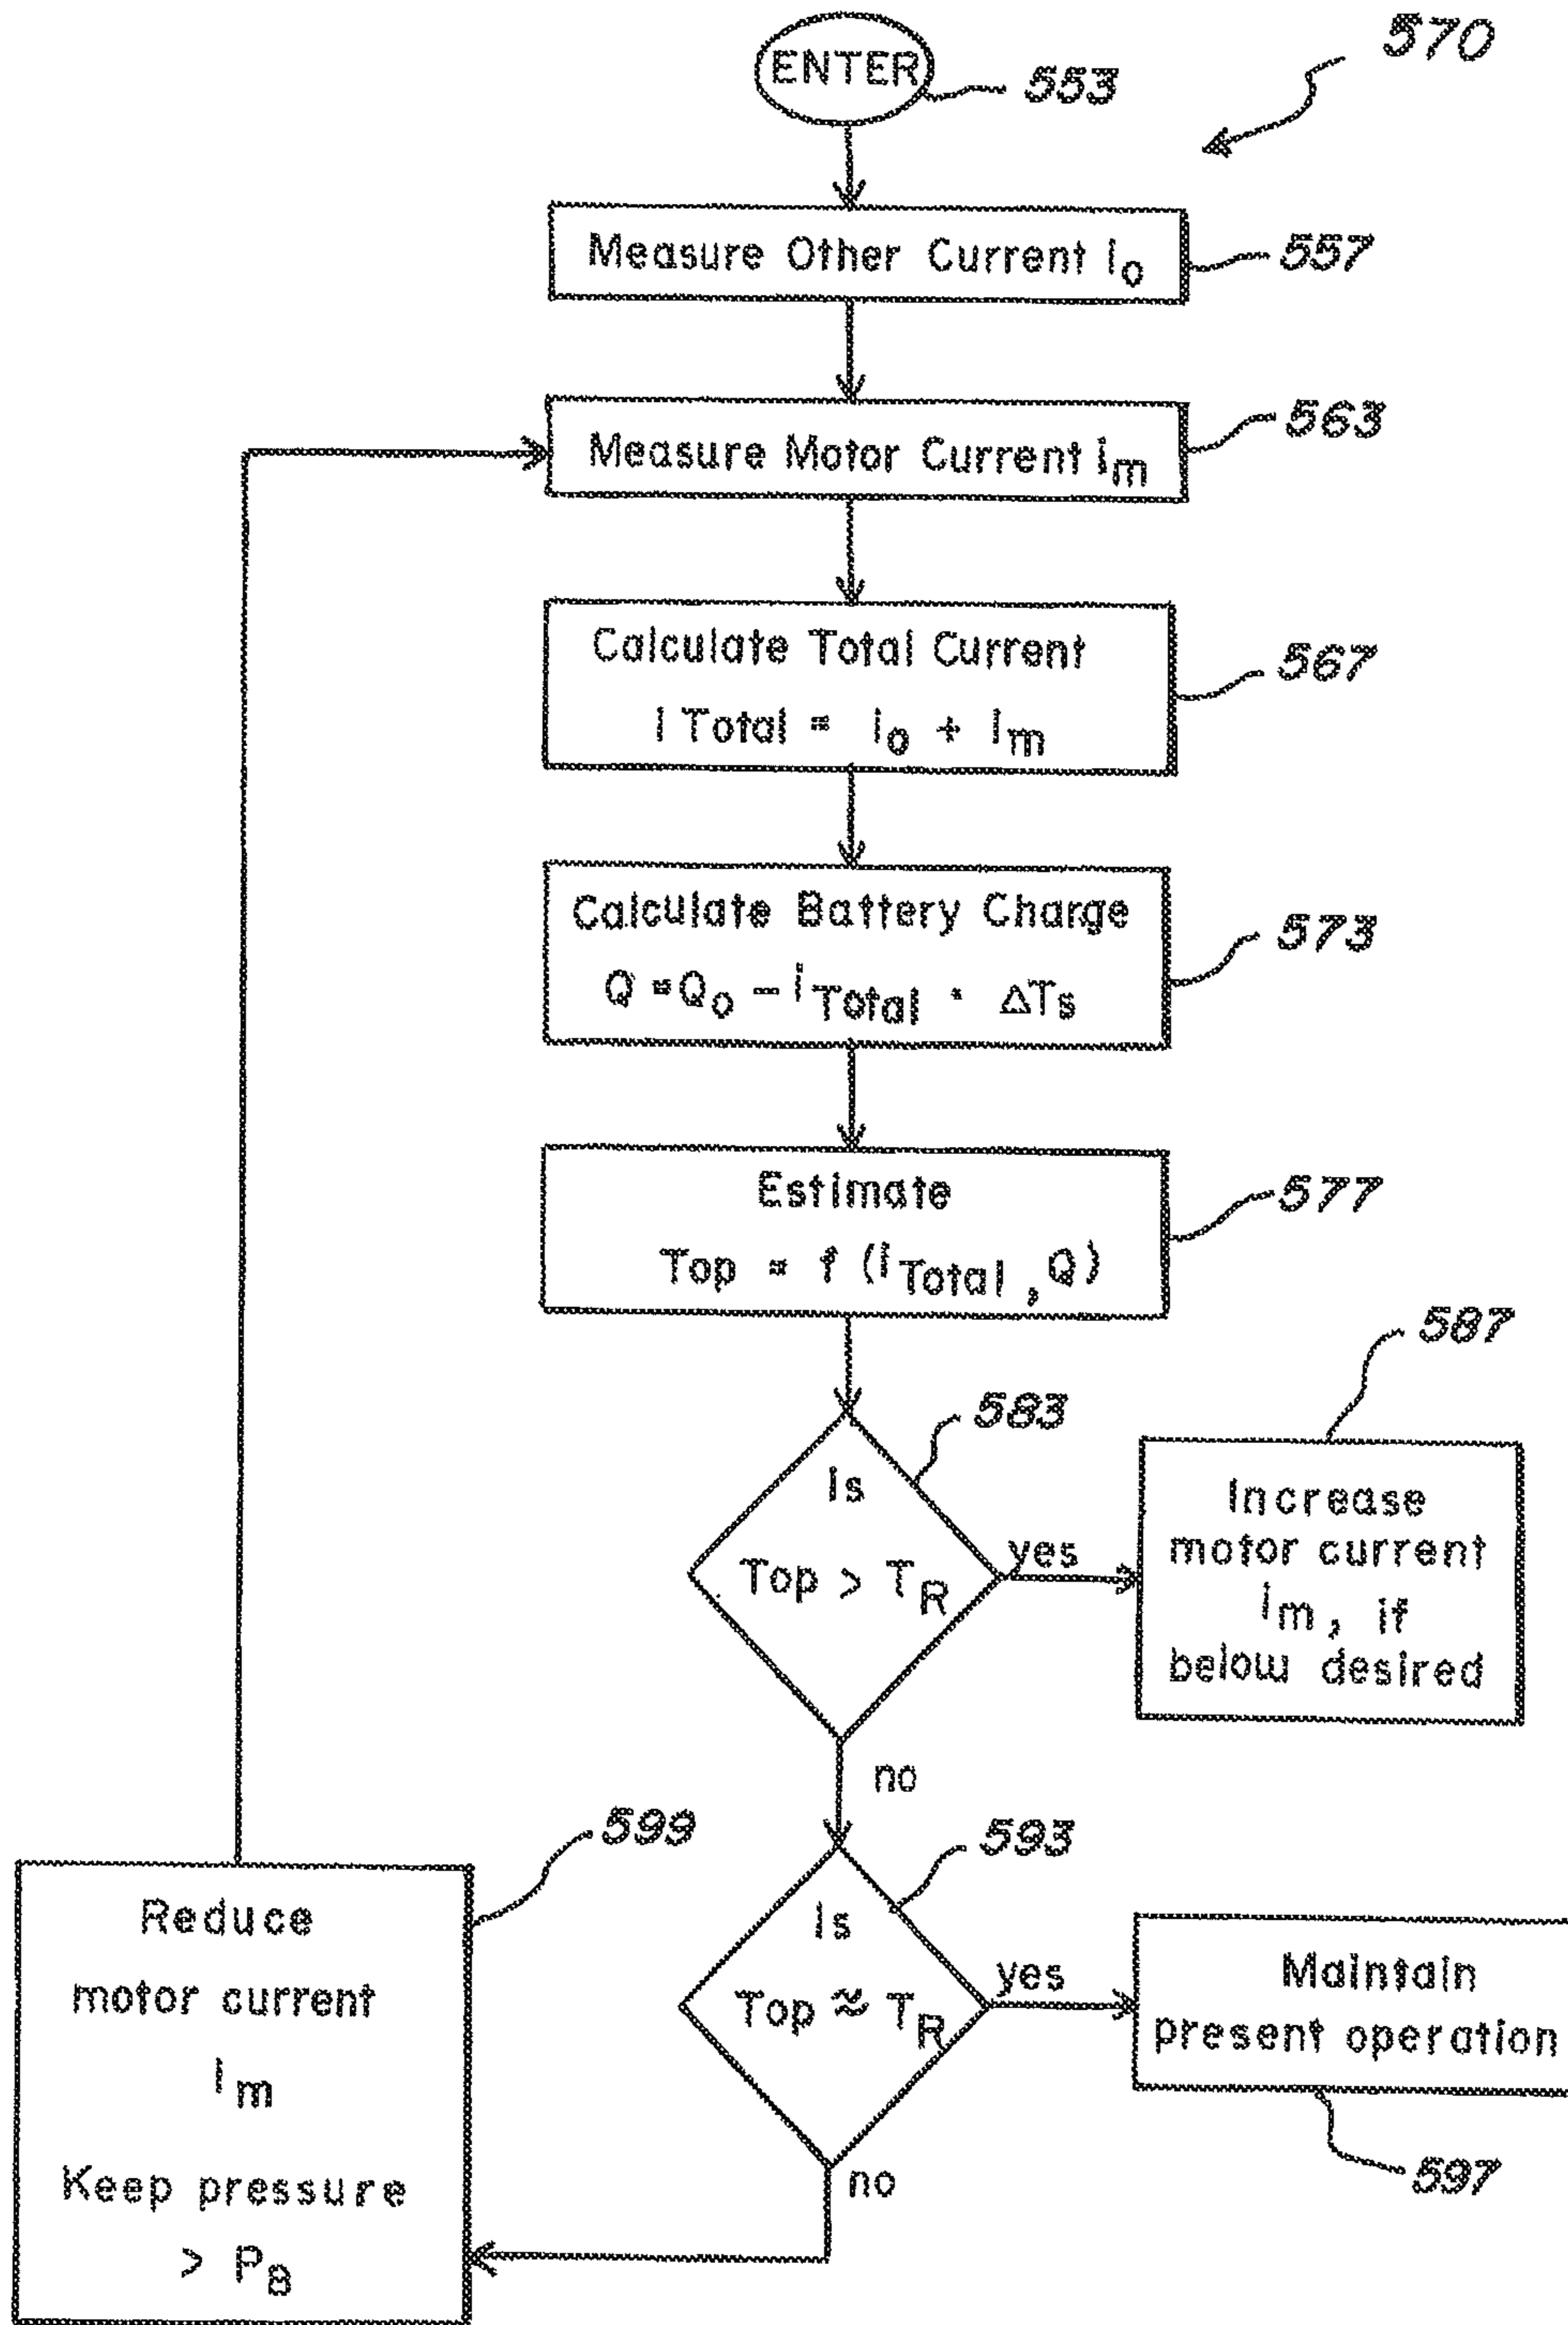 570
ENTER
553
Measure Other Current Io
557
Measure Motor Current im
563
Calculate Total Current
I Total = Io + Im
567
Calculate Battery Charge
Q = Qo - iTotal · ΔTs
573
Estimate
Top = f (iTotal, Q)
577
583
Is
Top > TR
yes
587
Increase
motor current
Im, if
below desired
no
593
Is
Top ≈ TR
yes
Maintain
present operation
597
no
599
Reduce
motor current
Im
Keep pressure
> PB